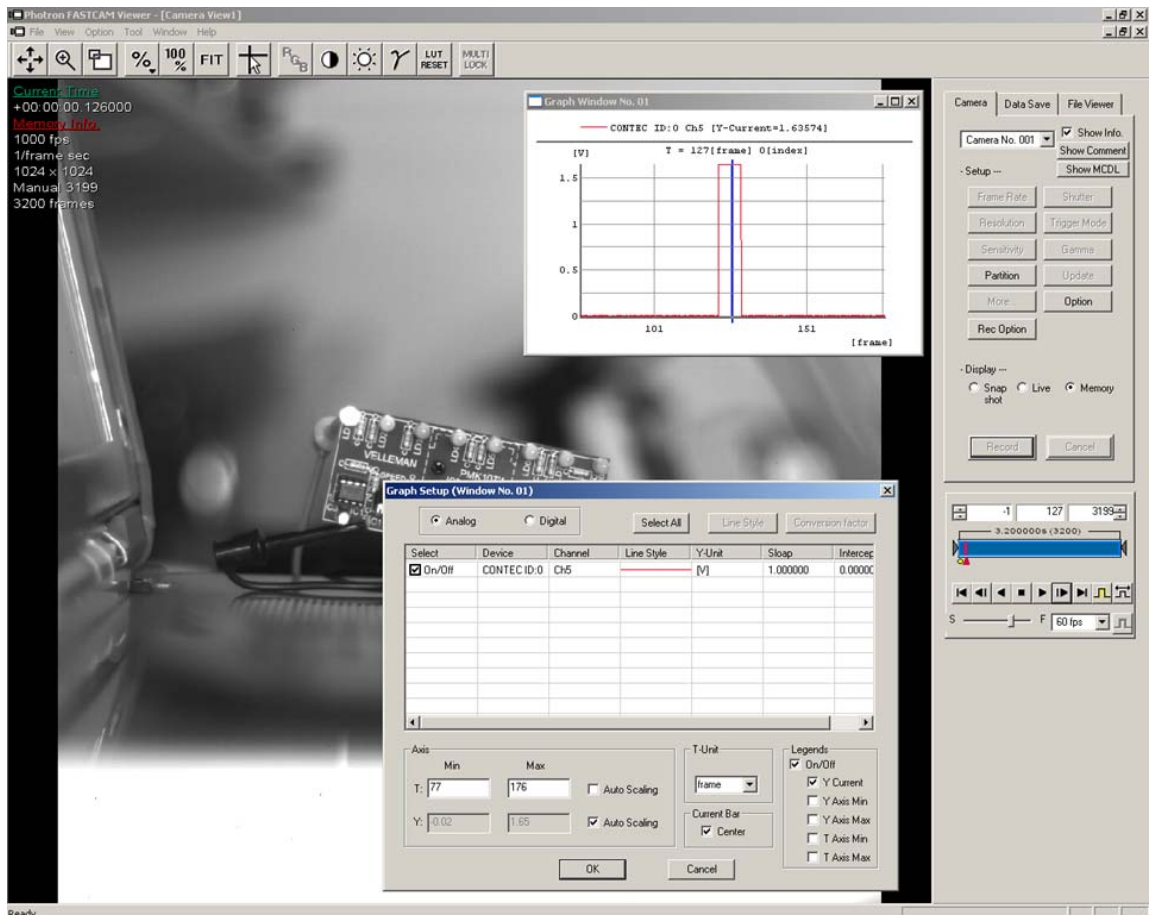 Photron FASTCAM Viewer - [Camera View1]
File View Option Tool Window Help
% 100 % FIT RGB LUT RESET MULTI LOCK
Current Time
+00:00:00.126000
Memory Info.
1000 fps
1/frame sec
1024 x 1024
Manual 3199
3200 frames
Graph Window No. 01
CONTEC ID:0 Ch5 [Y-Current=1.63574]
[V] T = 127[frame] 0[index]
1.5
1
0.5
0
101 151
[frame]
VELLEMAN
Camera Data Save File Viewer
Camera No. 001 Show Info.
Show Comment
- Setup --- Show MCDL
Frame Rate Shutter
Resolution Trigger Mode
Sensitivity Gamma
Partition Update
More... Option
Rec Option
- Display ---
Snap shot Live Memory
Record Cancel
-1 127 3199
3.200000s (3200)
S F 60 fps
Graph Setup (Window No. 01)
Analog Digital Select All Line Style Conversion factor
Select Device Channel Line Style Y-Unit Sloap Intercep
On/Off CONTEC ID:0 Ch5 [V] 1.000000 0.0000
Axis
Min Max
T: 77 176 Auto Scaling
Y: -0.02 1.65 Auto Scaling
T-Unit
frame
Current Bar
Center
Legends
On/Off
Y Current
Y Axis Min
Y Axis Max
T Axis Min
T Axis Max
OK Cancel
Ready